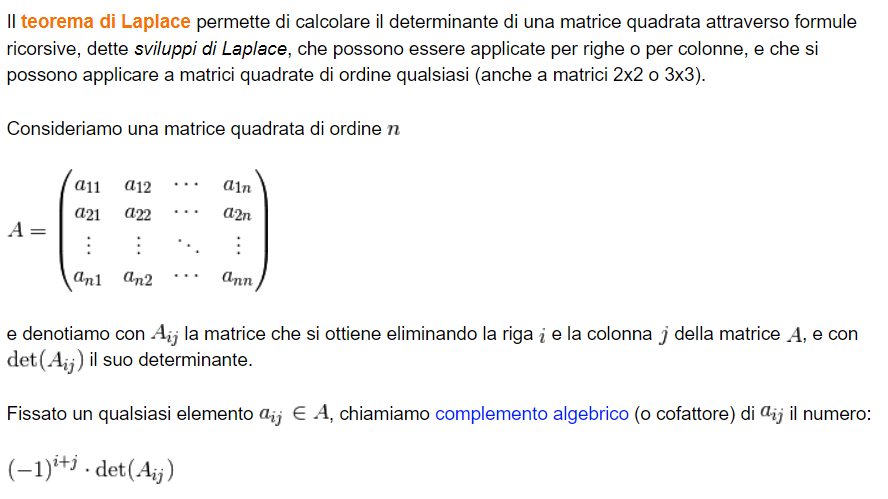 Il teorema di Laplace permette di calcolare il determinante di una matrice quadrata attraverso formule
ricorsive, dette sviluppi di Laplace, che possono essere applicate per righe o per colonne, e che si
possono applicare a matrici quadrate di ordine qualsiasi (anche a matrici 2x2 o 3x3).
Consideriamo una matrice quadrata di ordine n
A = ( a11 a12 ⋯ a1n
a21 a22 ⋯ a2n
⋮ ⋮ ⋱ ⋮
an1 an2 ⋯ ann )
e denotiamo con Aij la matrice che si ottiene eliminando la riga i e la colonna j della matrice A, e con
det(Aij) il suo determinante.
Fissato un qualsiasi elemento aij ∈ A, chiamiamo complemento algebrico (o cofattore) di aij il numero:
(−1)^{i+j} · det(Aij)